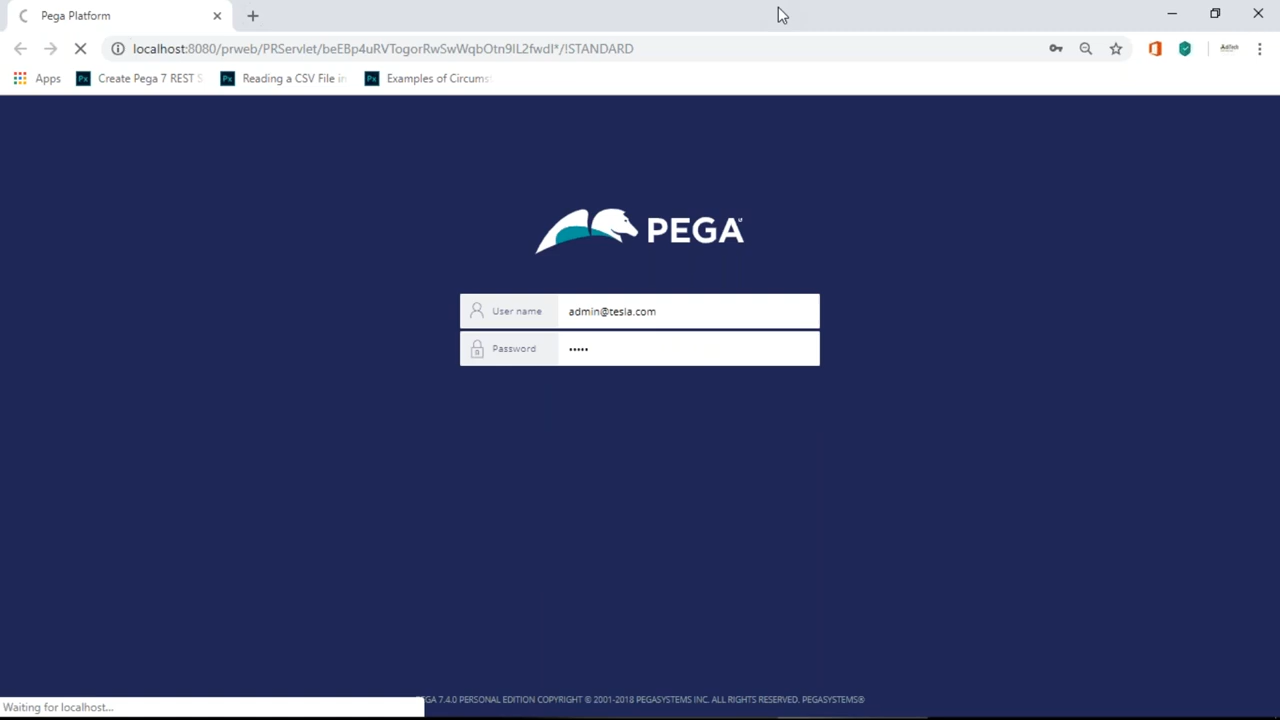 Pega Platform
localhost:8080/prweb/PRServlet/beEBp4uRVTogorRwSwWqbOtn9IL2fwdI*/!STANDARD
Apps
Create Pega 7 REST S
Reading a CSV File in
Examples of Circums
AdTech
PEGA
User name
admin@tesla.com
Password
•••••
PEGA 7.4.0 PERSONAL EDITION COPYRIGHT © 2001-2018 PEGASYSTEMS INC. ALL RIGHTS RESERVED. PEGASYSTEMS®
Waiting for localhost...